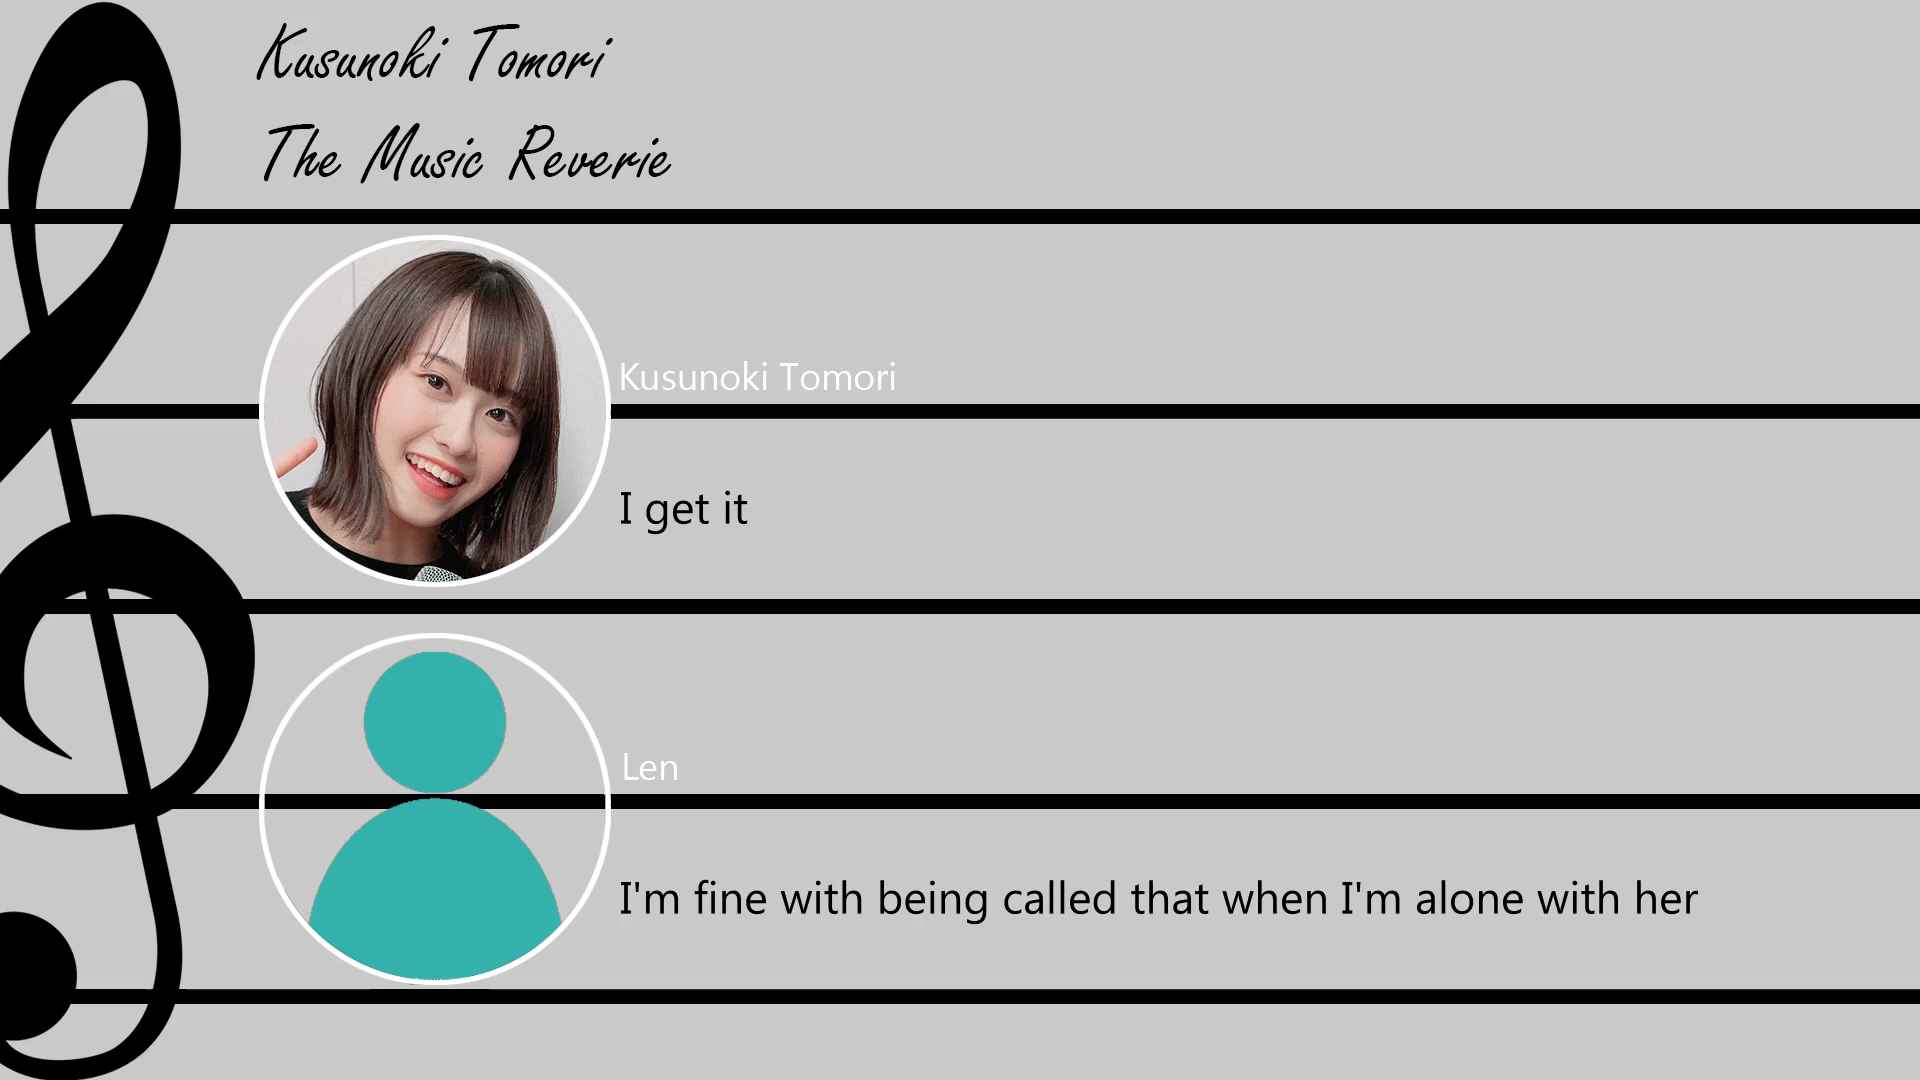 Kusunoki Tomori
The Music Reverie
Kusunoki Tomori
I get it
Len
I'm fine with being called that when I'm alone with her